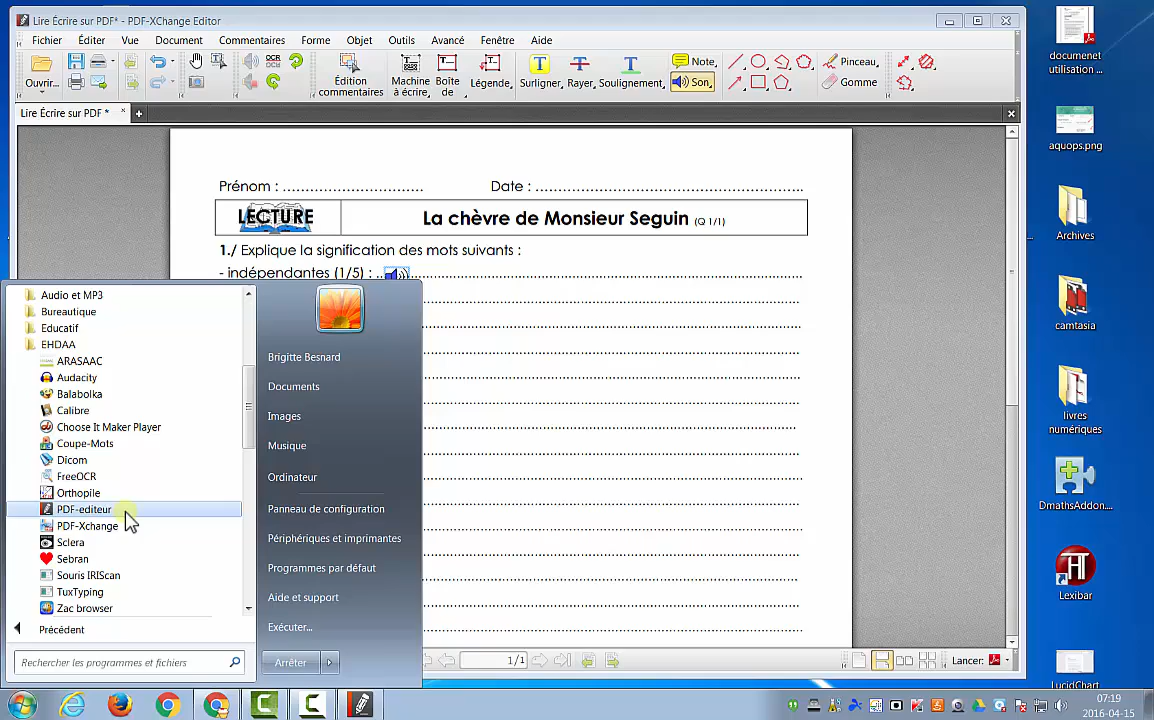 Lire Écrire sur PDF* - PDF-XChange Editor
Fichier Éditer Vue Document Commentaires Forme Objet Outils Avancé Fenêtre Aide
Ouvrir... OCR Édition commentaires Machine à écrire, Boîte de Légende, Surligner, Rayer, Soulignement, Note, Son, Pinceau, Gomme
Lire Écrire sur PDF *
Prénom : .............................. Date : .......................................................
LECTURE La chèvre de Monsieur Seguin (Q 1/1)
1./ Explique la signification des mots suivants :
- indépendantes (1/5) :
Audio et MP3
Bureautique
Educatif
EHDAA
ARASAAC
Audacity
Balabolka
Calibre
Choose It Maker Player
Coupe-Mots
Dicom
FreeOCR
Orthopile
PDF-editeur
PDF-Xchange
Sclera
Sebran
Souris IRIScan
TuxTyping
Zac browser
Précédent
Rechercher les programmes et fichiers
Brigitte Besnard
Documents
Images
Musique
Ordinateur
Panneau de configuration
Périphériques et imprimantes
Programmes par défaut
Aide et support
Exécuter...
Arrêter
1/1
Lancer:
documenet
utilisation ...
aquops.png
Archives
camtasia
livres
numériques
DmathsAddon....
Lexibar
LucidChart
07:19
2016-04-15